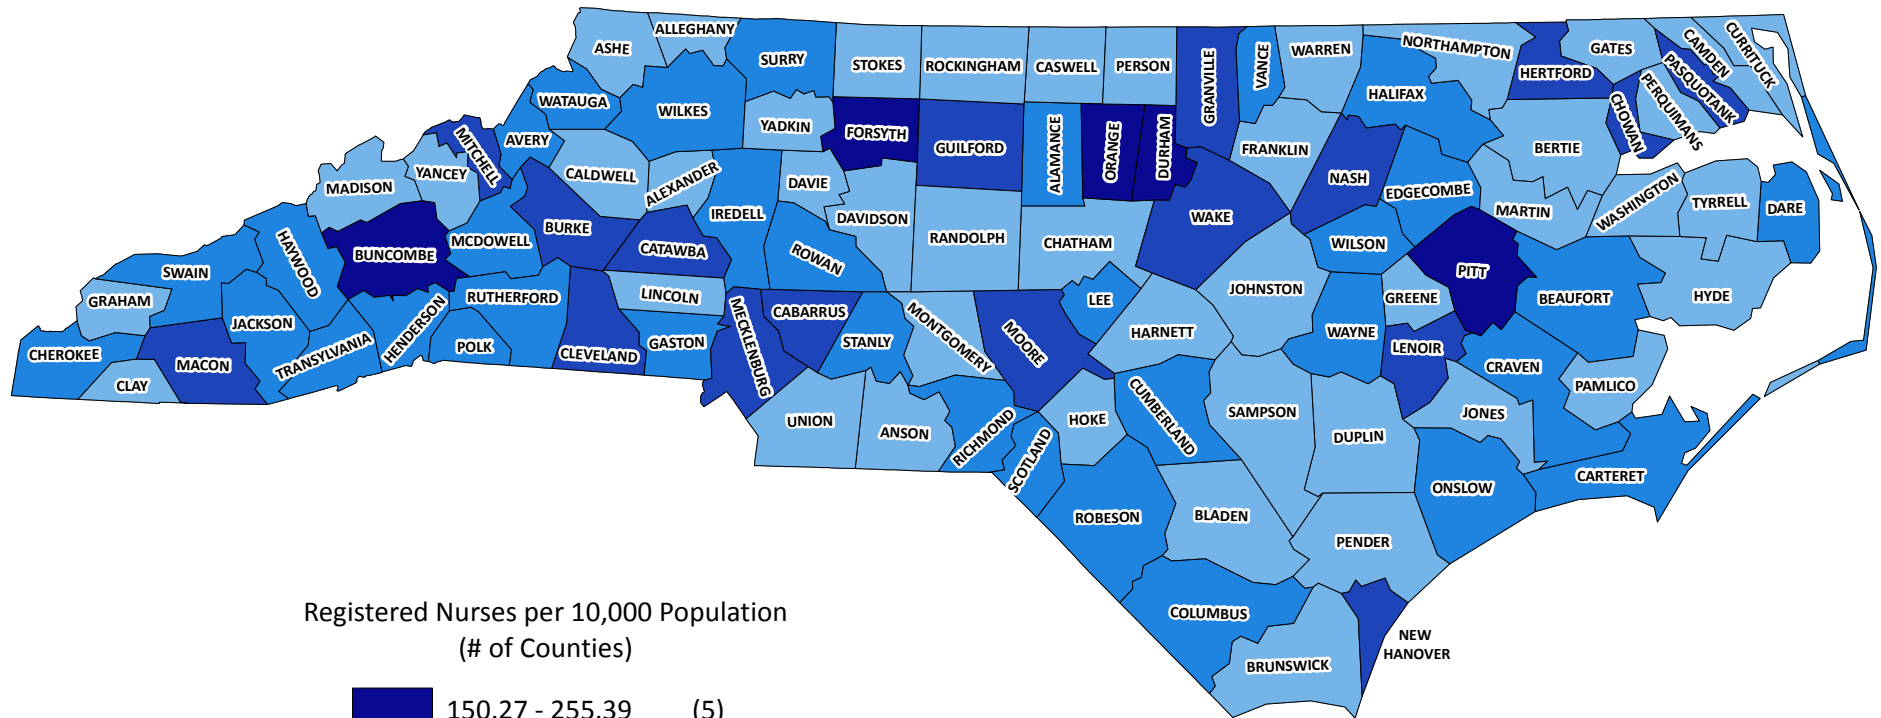 ASHE
ALLEGHANY
SURRY
STOKES
ROCKINGHAM
CASWELL
PERSON
GRANVILLE
VANCE
WARREN
NORTHAMPTON
HERTFORD
GATES
CAMDEN
CURRITUCK
PASQUOTANK
PERQUIMANS
CHOWAN
WATAUGA
WILKES
YADKIN
FORSYTH
GUILFORD
ALAMANCE
ORANGE
DURHAM
FRANKLIN
HALIFAX
NASH
BERTIE
MITCHELL
AVERY
MADISON
YANCEY
CALDWELL
ALEXANDER
IREDELL
DAVIE
DAVIDSON
RANDOLPH
CHATHAM
WAKE
EDGECOMBE
MARTIN
WASHINGTON
TYRRELL
DARE
HAYWOOD
BUNCOMBE
MCDOWELL
BURKE
CATAWBA
ROWAN
WILSON
PITT
SWAIN
GRAHAM
JACKSON
RUTHERFORD
LINCOLN
MECKLENBURG
CABARRUS
STANLY
MONTGOMERY
MOORE
LEE
HARNETT
JOHNSTON
WAYNE
GREENE
BEAUFORT
HYDE
CHEROKEE
CLAY
MACON
TRANSYLVANIA
HENDERSON
POLK
CLEVELAND
GASTON
LENOIR
CRAVEN
PAMLICO
UNION
ANSON
RICHMOND
SCOTLAND
HOKE
CUMBERLAND
SAMPSON
DUPLIN
JONES
ONSLOW
CARTERET
ROBESON
BLADEN
PENDER
COLUMBUS
BRUNSWICK
NEW
HANOVER
Registered Nurses per 10,000 Population
(# of Counties)
150.27 - 255.39 (5)